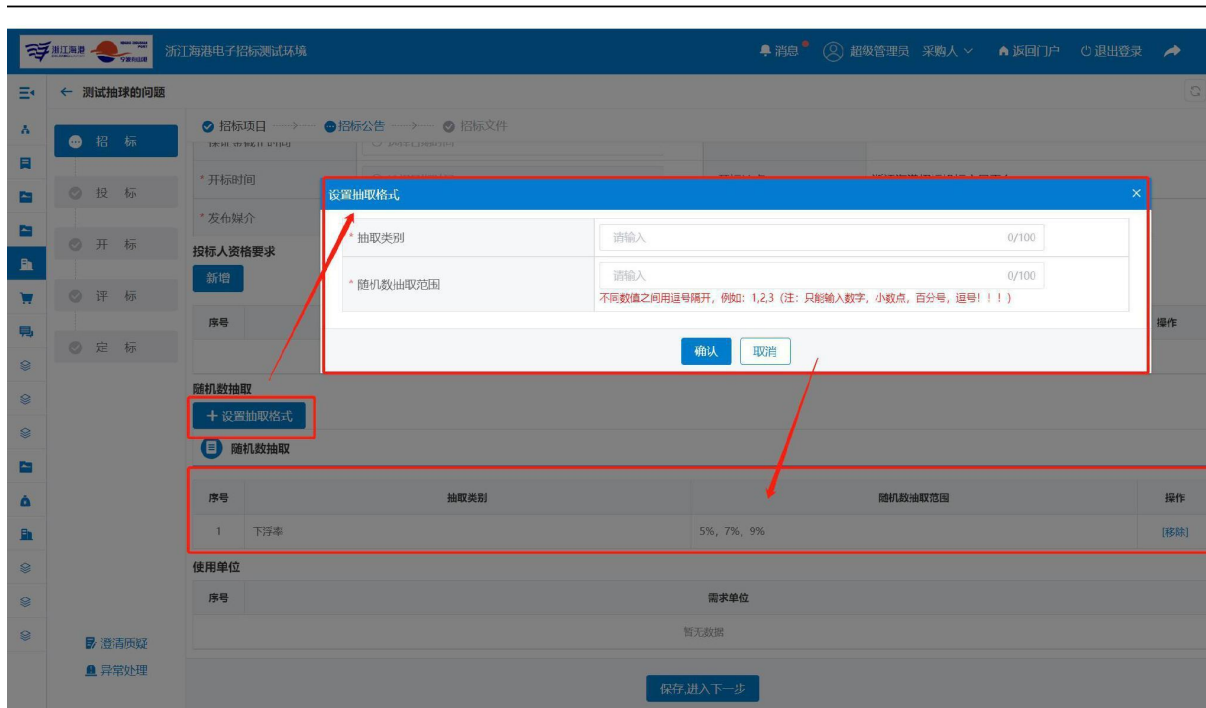 浙江海港
浙江海港电子招标测试环境
消息
超级管理员 采购人
返回门户
退出登录
测试抽球的问题
招 标
投 标
开 标
评 标
定 标
澄清质疑
异常处理
招标项目
招标公告
招标文件
* 开标时间
* 发布媒介
投标人资格要求
新增
序号
操作
设置抽取格式
* 抽取类别
请输入
0/100
* 随机数抽取范围
请输入
0/100
不同数值之间用逗号隔开，例如：1,2,3（注：只能输入数字，小数点，百分号，逗号！！！）
确认
取消
随机数抽取
+ 设置抽取格式
随机数抽取
序号 抽取类别 随机数抽取范围 操作
1 下浮率 5%，7%，9% [移除]
使用单位
序号 需求单位
暂无数据
保存,进入下一步